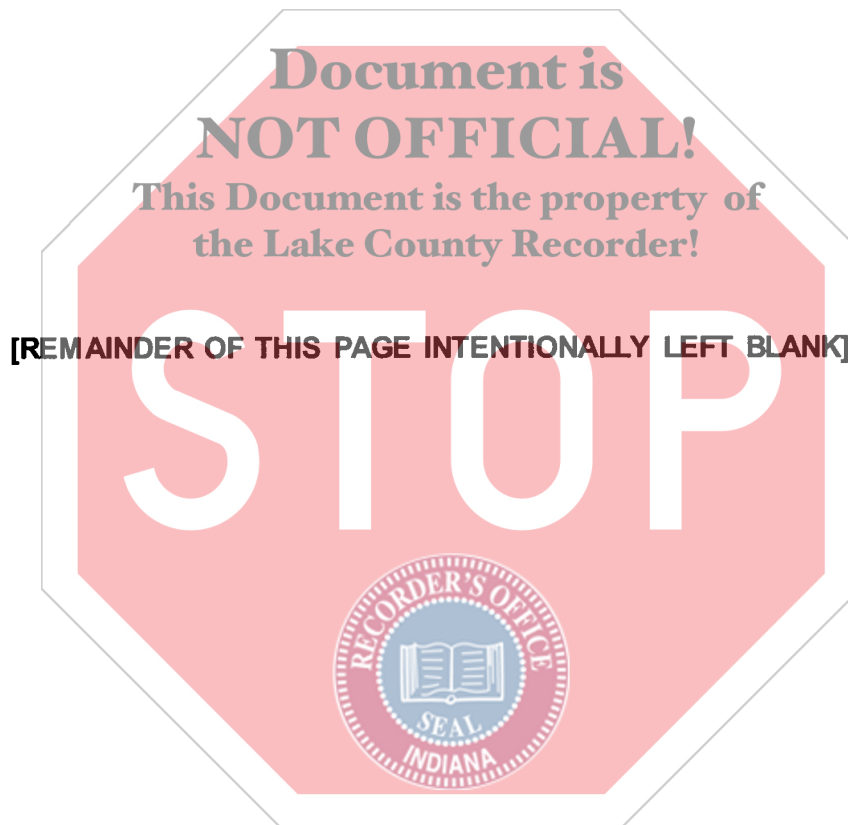 Document is
NOT OFFICIAL!
This Document is the property of
the Lake County Recorder!
[REMAINDER OF THIS PAGE INTENTIONALLY LEFT BLANK]
STOP
RECORDER'S OFFICE
SEAL
INDIANA